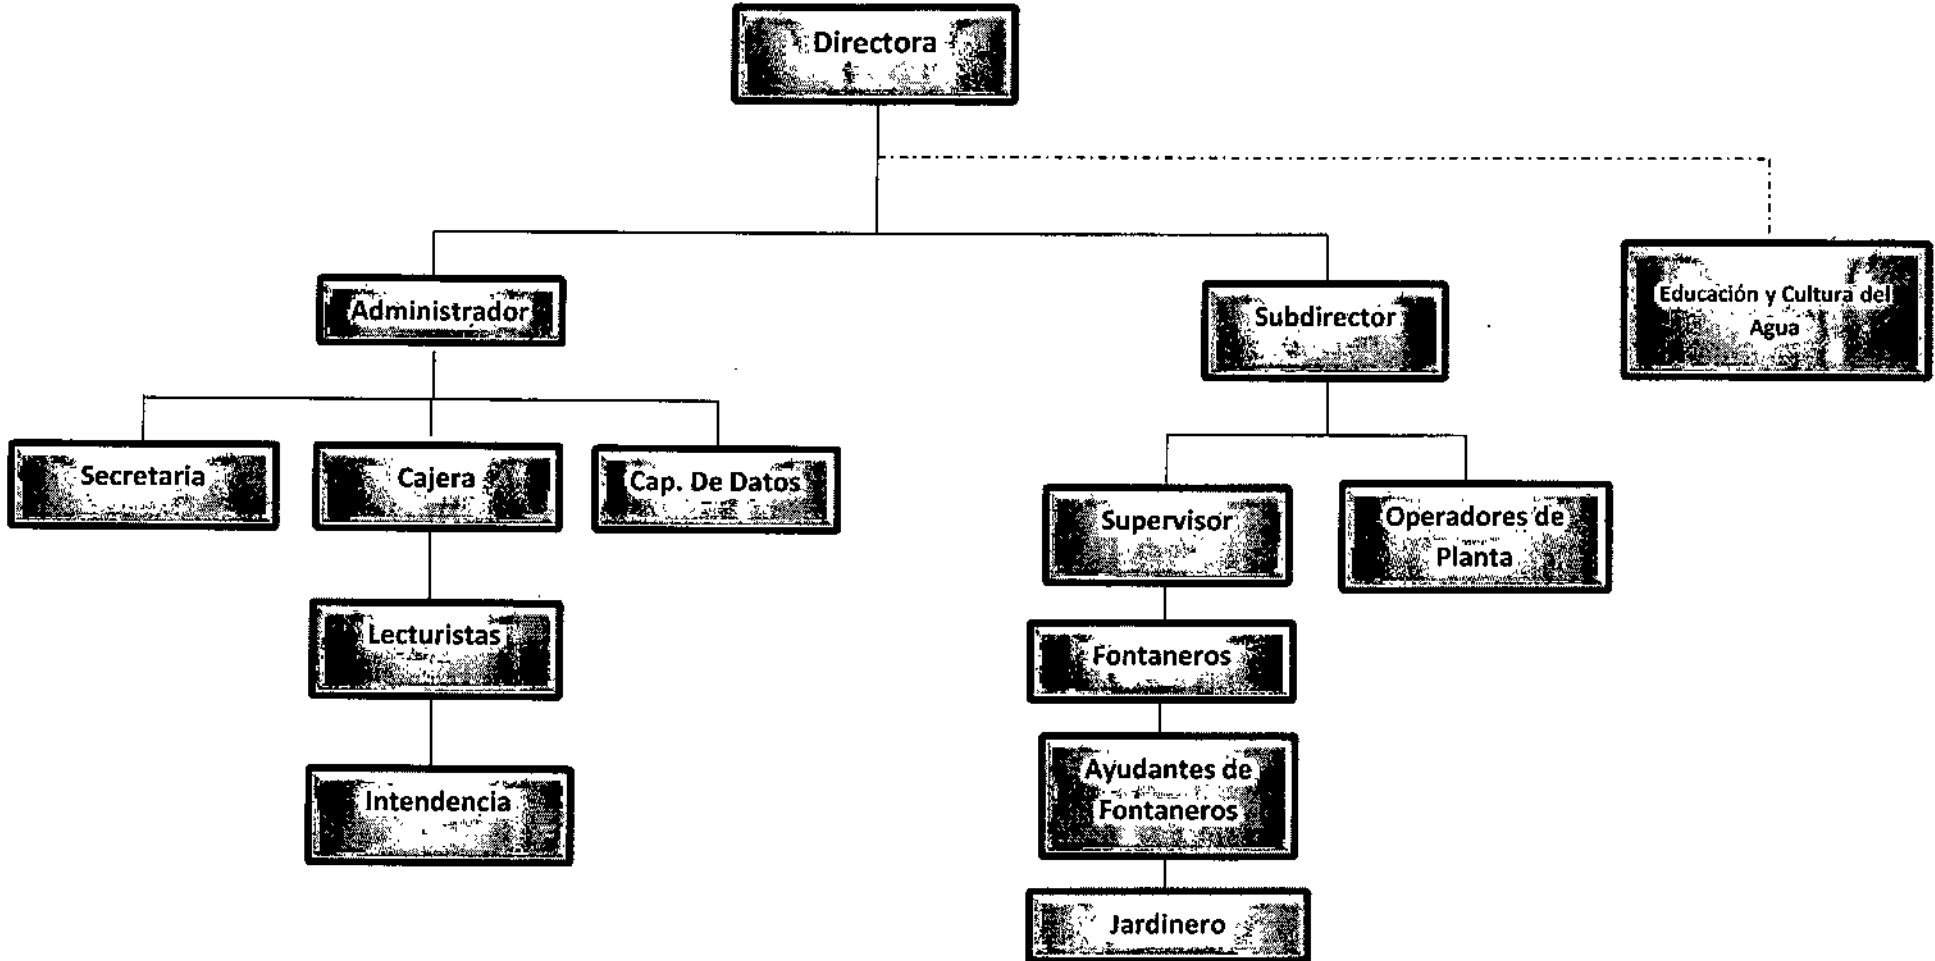 Directora
Administrador
Subdirector
Educación y Cultura del
Agua
Secretaria
Cajera
Cap. De Datos
Supervisor
Operadores de
Planta
Lecturistas
Fontaneros
Intendencia
Ayudantes de
Fontaneros
Jardinero